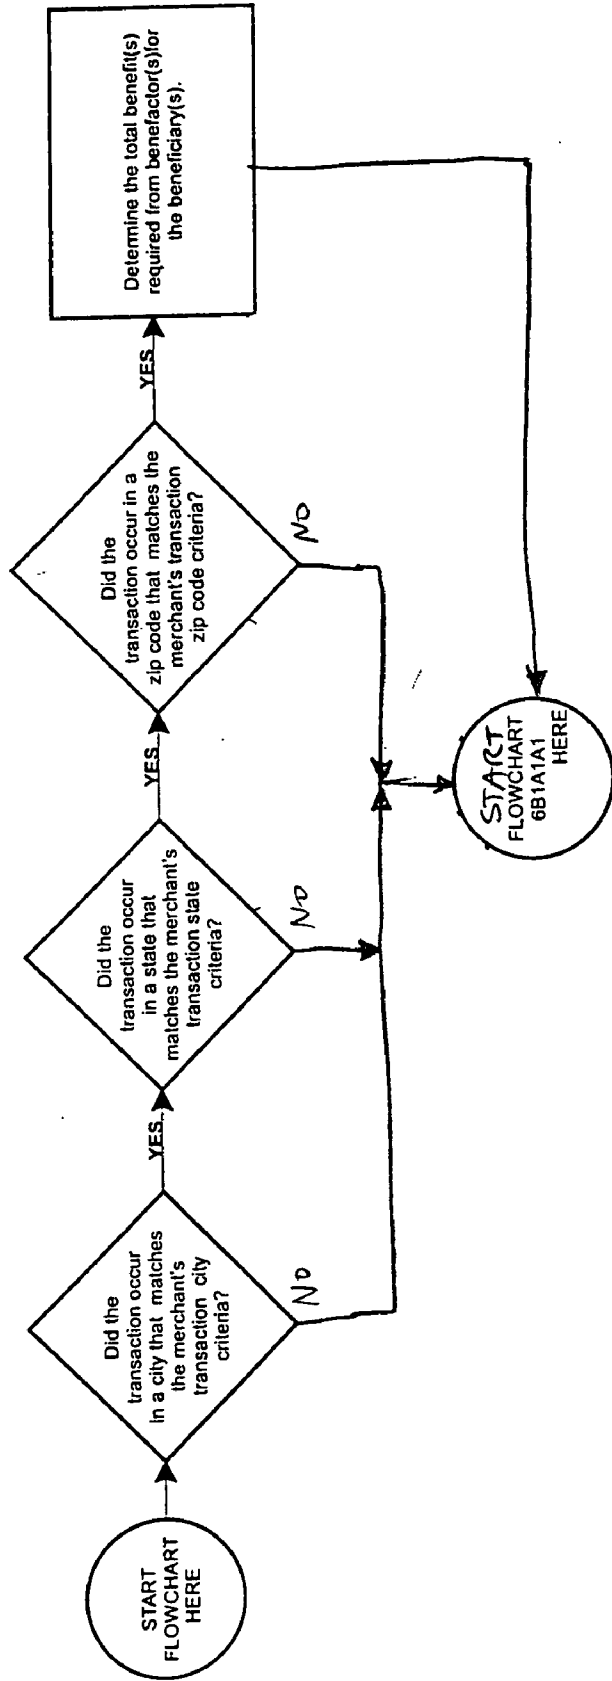 START
FLOWCHART
HERE
Did the
transaction occur
In a city that matches
the merchant's
transaction city
criteria?
YES
NO
Did the
transaction occur
in a state that
matches the merchant's
transaction state
criteria?
YES
NO
Did the
transaction occur in a
zip code that matches the
merchant's transaction
zip code criteria?
YES
NO
Determine the total benefit(s)
required from benefactor(s)for
the beneficiary(s).
START
FLOWCHART
6B1A1A1
HERE